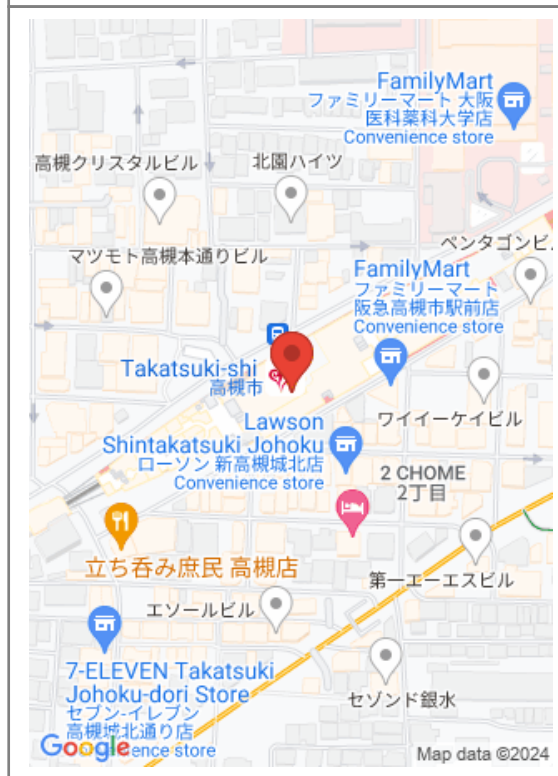 FamilyMart
ファミリーマート 大阪
医科薬科大学店
Convenience store
高槻クリスタルビル
北園ハイツ
マツモト高槻本通りビル
ペンタゴンビ
FamilyMart
ファミリーマート
阪急高槻市駅前店
Convenience store
Takatsuki-shi
高槻市
ワイイーケイビル
Lawson
Shintakatsuki Johoku
ローソン 新高槻城北店
Convenience store
2 CHOME
2丁目
立ち呑み庶民 高槻店
第一エーエスビル
エソールビル
7-ELEVEN Takatsuki
Johoku-dori Store
セブン-イレブン
高槻城北通り店
ence store
セゾンド銀水
Google
Map data ©2024